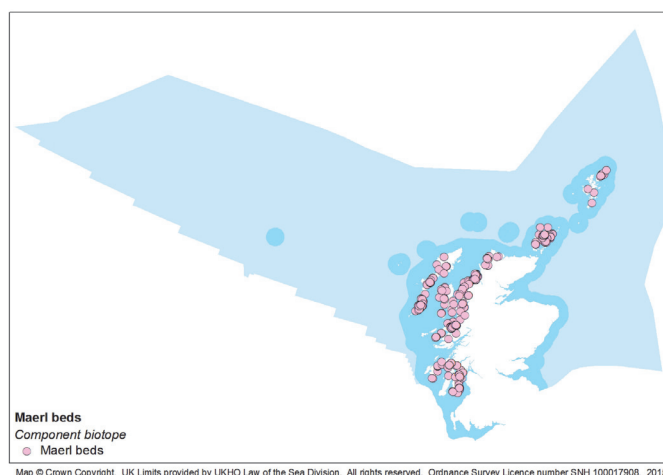 Maerl beds
Component biotope
Maerl beds
Map © Crown Copyright. UK Limits provided by UKHO Law of the Sea Division. All rights reserved. Ordnance Survey Licence number SNH 100017908 2015